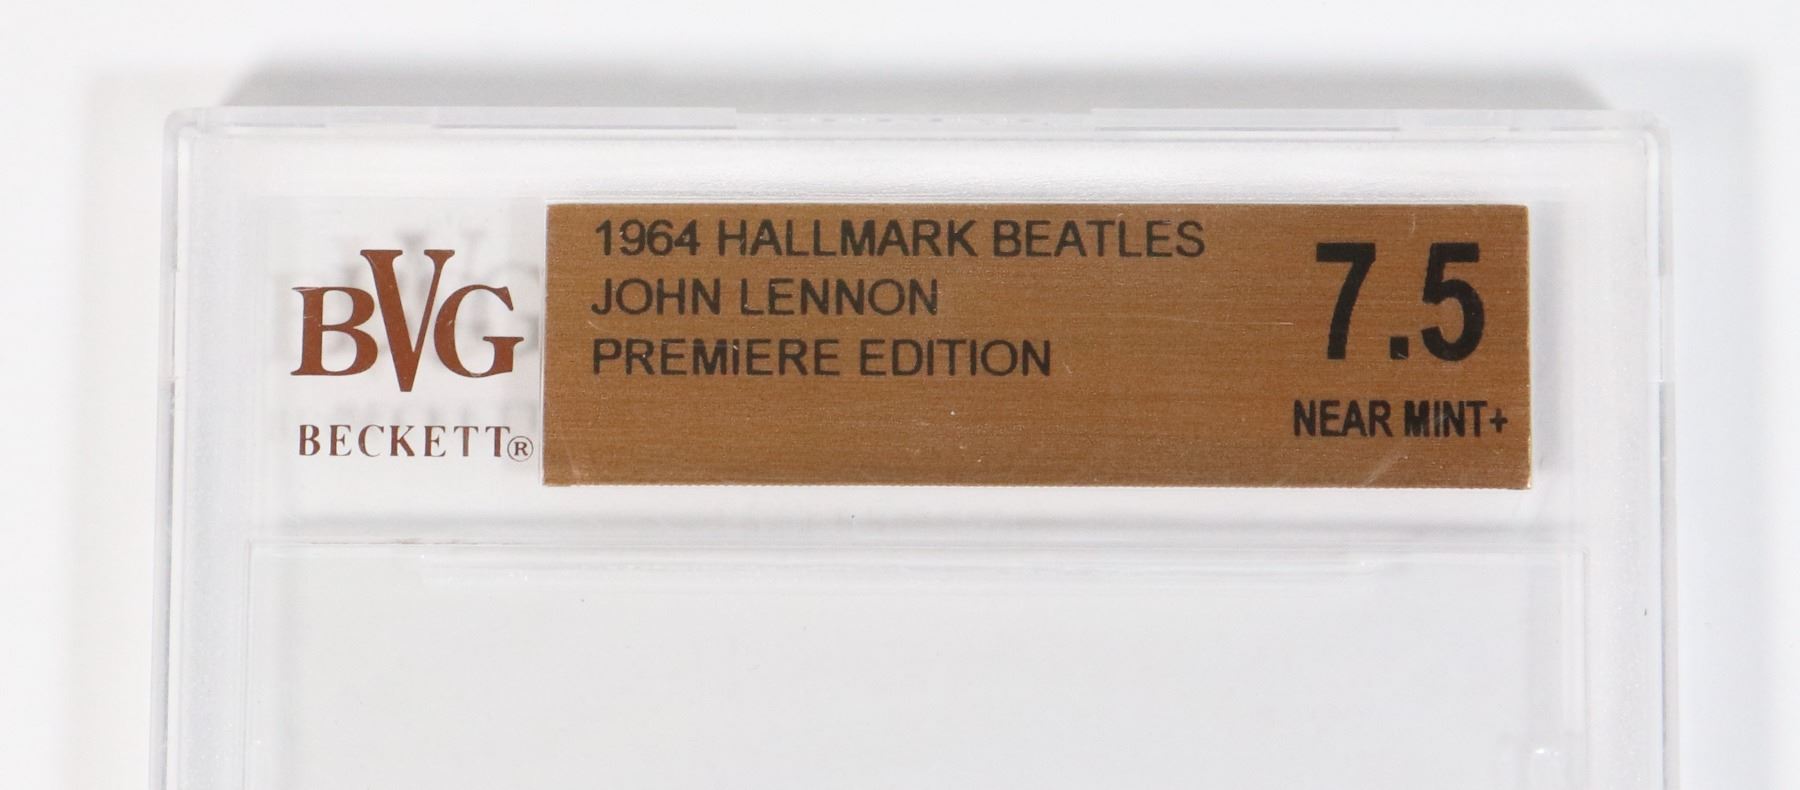 BVG
BECKETT®
1964 HALLMARK BEATLES
JOHN LENNON
PREMIERE EDITION
7.5
NEAR MINT+